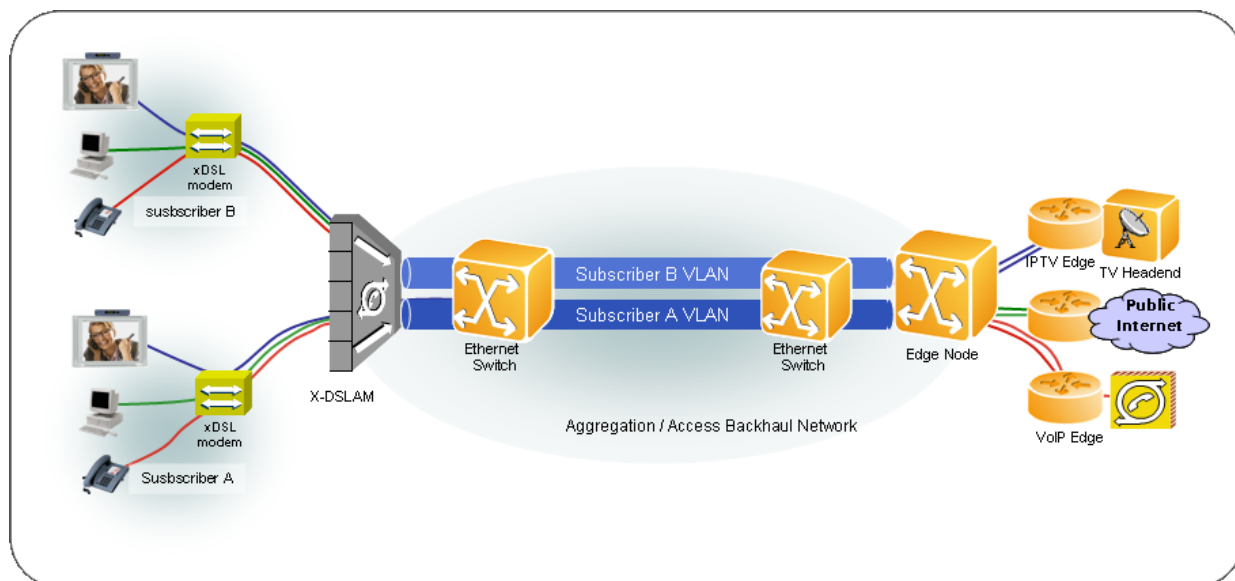 xDSL
modem
susbscriber B
xDSL
modem
Susbscriber A
X-DSLAM
Ethernet
Switch
Subscriber B VLAN
Subscriber A VLAN
Ethernet
Switch
Aggregation / Access Backhaul Network
Edge Node
IPTV Edge
TV Headend
Public
Internet
VoIP Edge